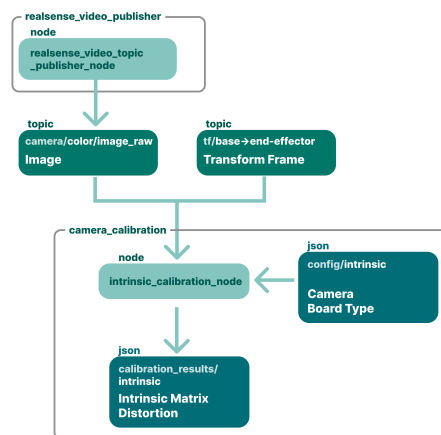 realsense_video_publisher
node
realsense_video_topic
_publisher_node
topic
camera/color/image_raw
Image
topic
tf/base→end-effector
Transform Frame
camera_calibration
node
intrinsic_calibration_node
json
config/intrinsic
Camera
Board Type
json
calibration_results/
intrinsic
Intrinsic Matrix
Distortion